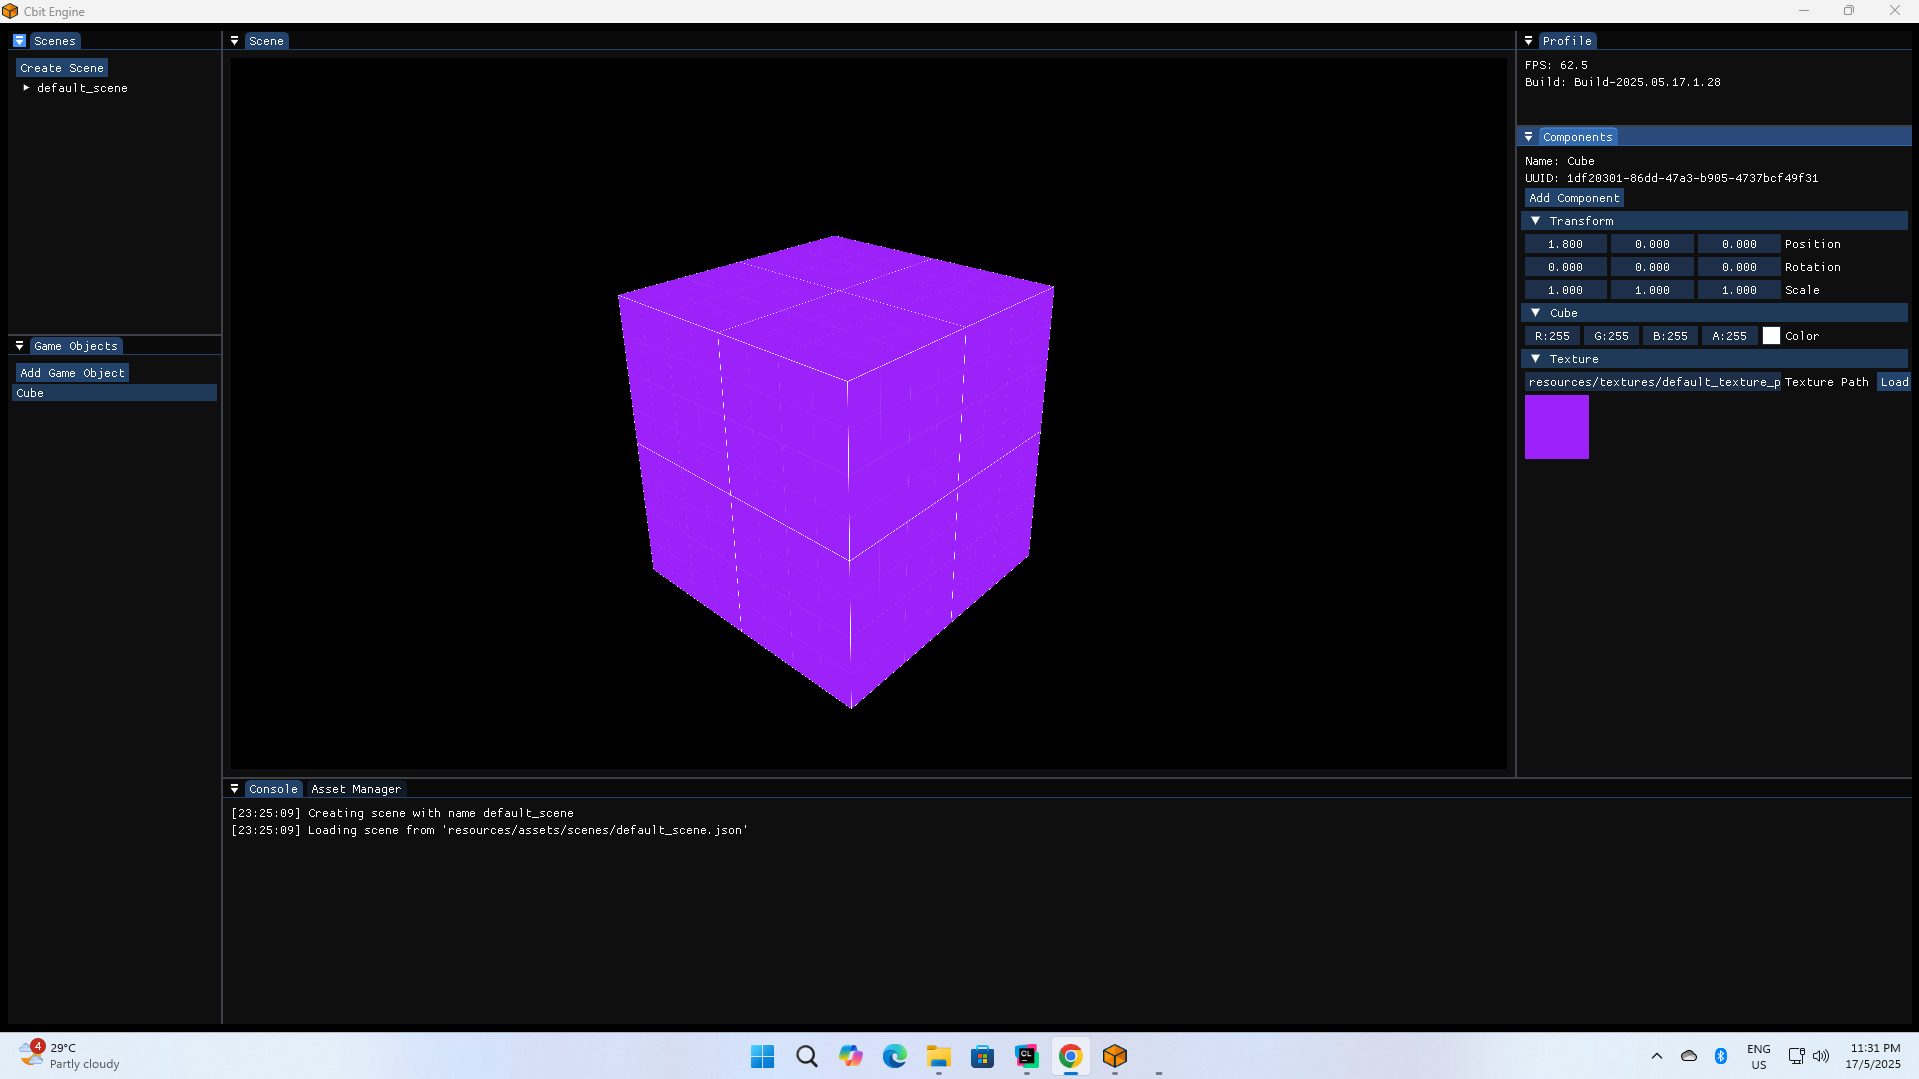 Cbit Engine
Scenes
Create Scene
default_scene
Game Objects
Add Game Object
Cube
Scene
Console Asset Manager
[23:25:09] Creating scene with name default_scene
[23:25:09] Loading scene from 'resources/assets/scenes/default_scene.json'
Profile
FPS: 62.5
Build: Build-2025.05.17.1.28
Components
Name: Cube
UUID: 1df20301-86dd-47a3-b905-4737bcf49f31
Add Component
Transform
1.800 0.000 0.000 Position
0.000 0.000 0.000 Rotation
1.000 1.000 1.000 Scale
Cube
R:255 G:255 B:255 A:255 Color
Texture
resources/textures/default_texture_p Texture Path Load
4
29°C
Partly cloudy
CL
ENG
US
11:31 PM
17/5/2025